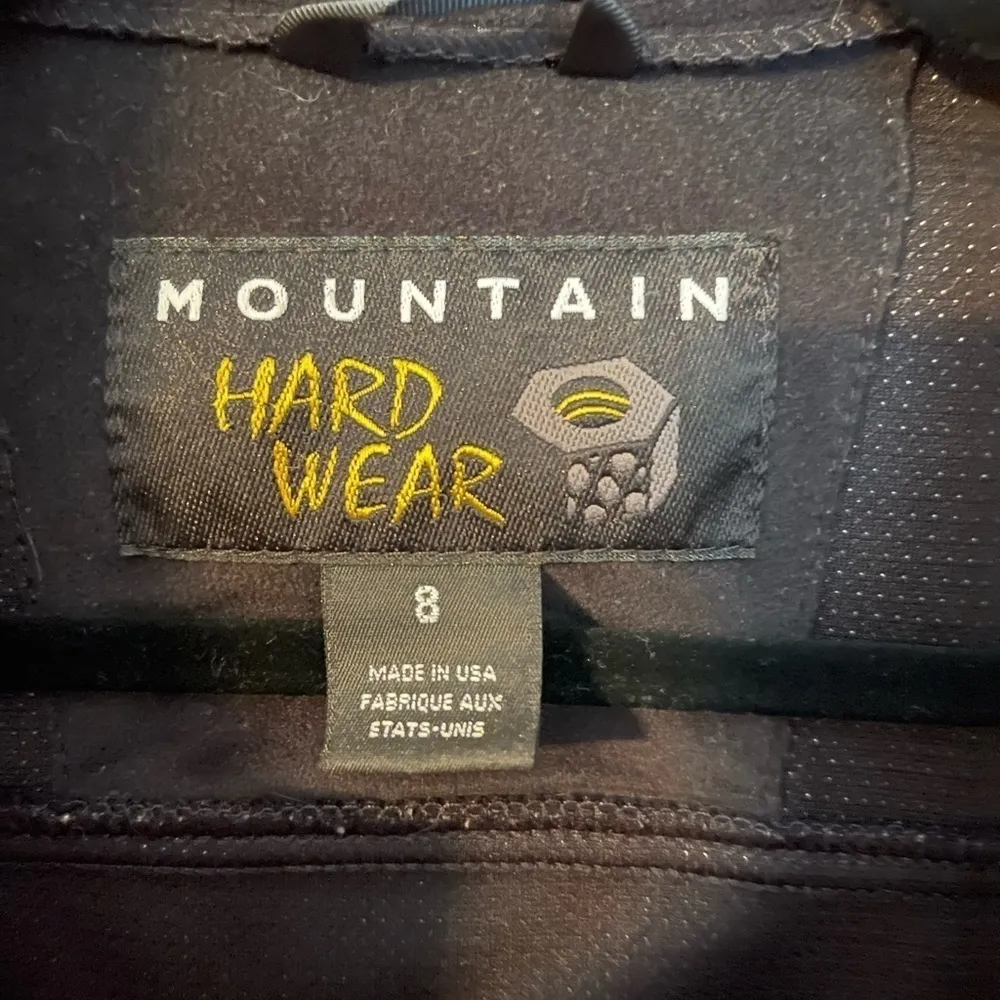 MOUNTAIN
HARD
WEAR
8
MADE IN USA
FABRIQUE AUX
ETATS-UNIS